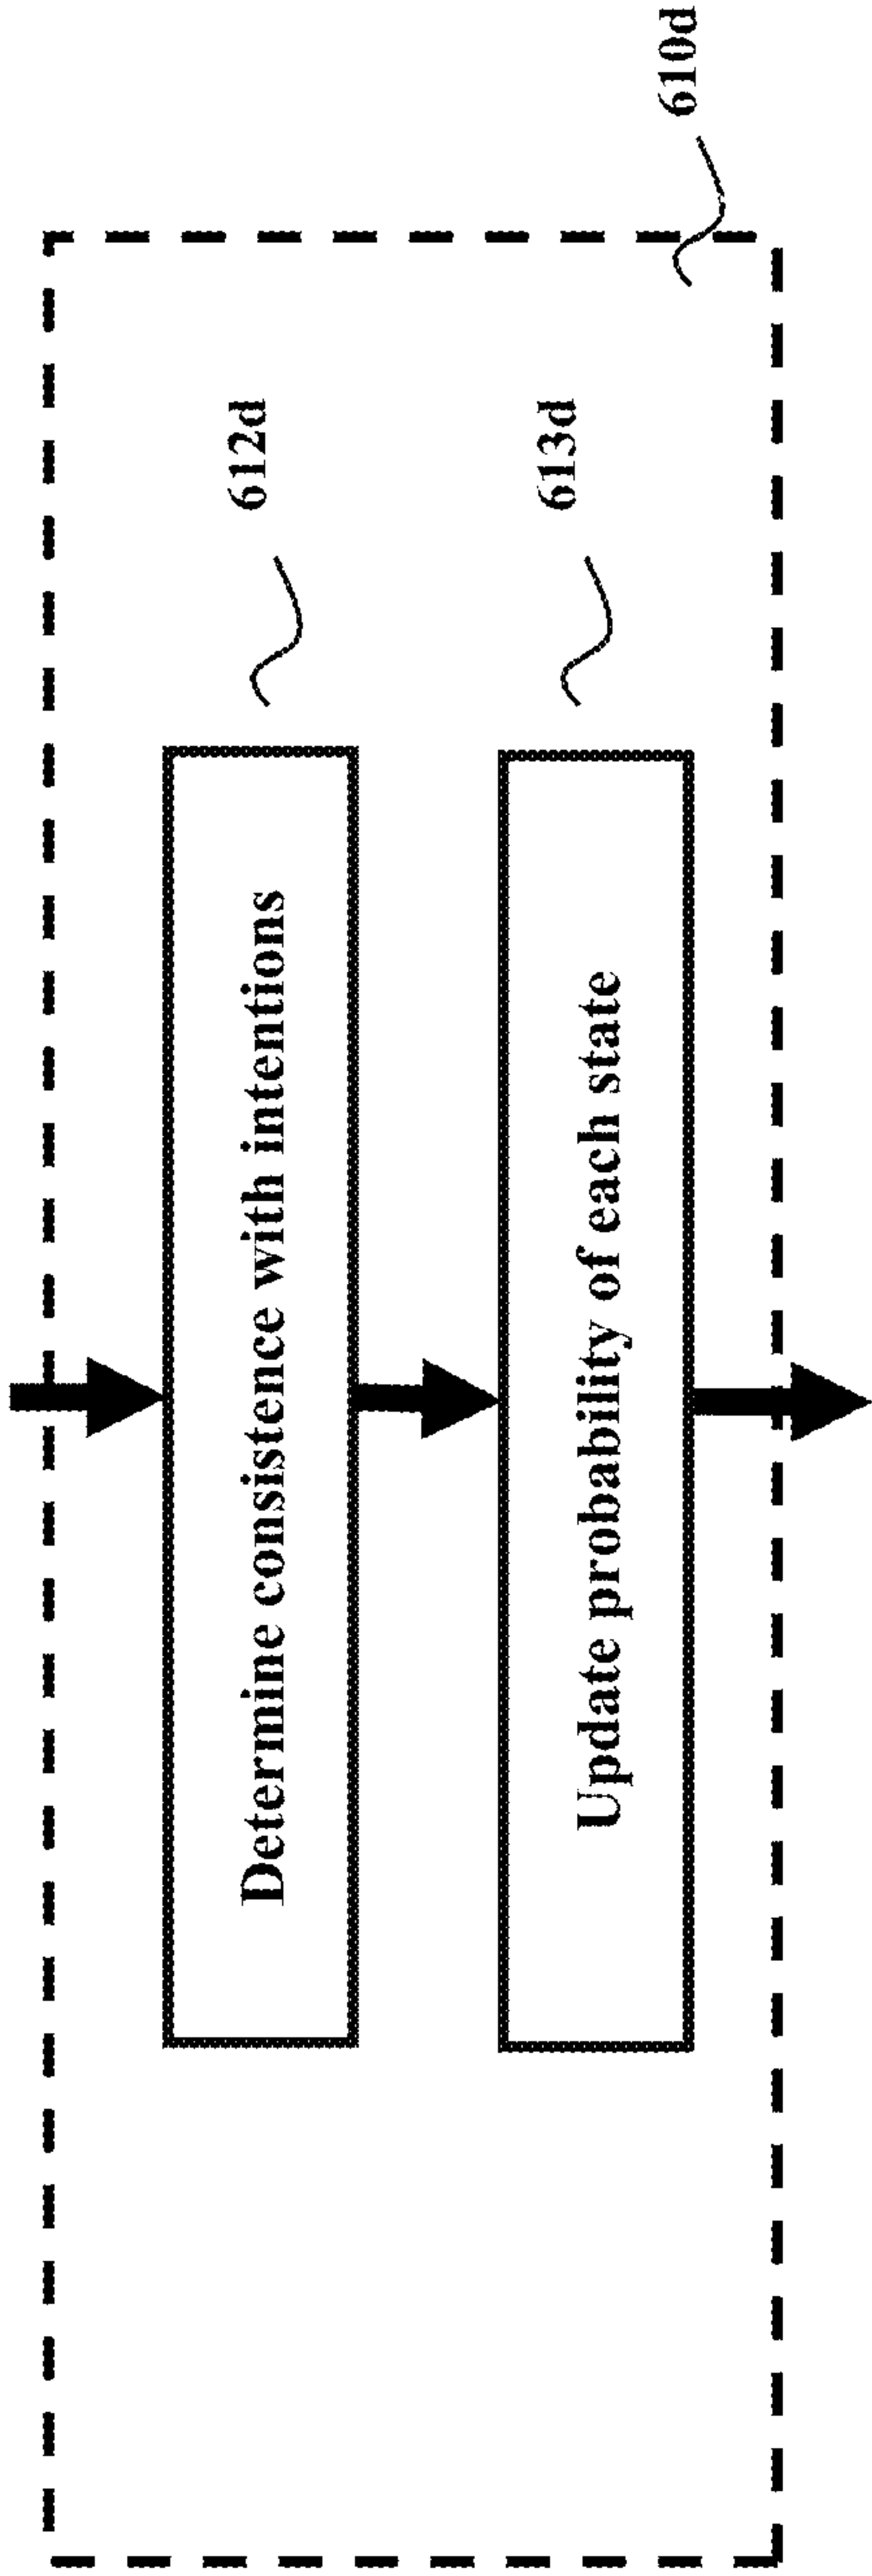 Determine consistence with intentions
612d
Update probability of each state
613d
610d